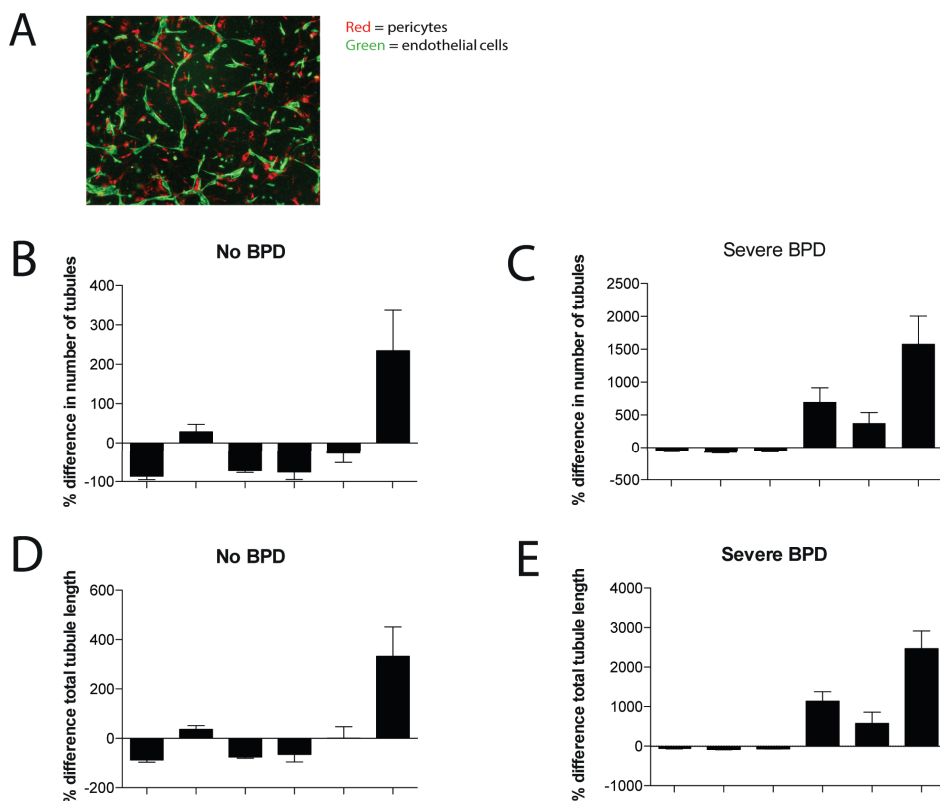 A
Red = pericytes
Green = endothelial cells
B
No BPD
% difference in number of tubules
400
300
200
100
0
-100
C
Severe BPD
% difference in number of tubules
2500
2000
1500
1000
500
0
-500
D
No BPD
% difference total tubule length
600
400
200
0
-200
E
Severe BPD
% difference total tubule length
4000
3000
2000
1000
0
-1000